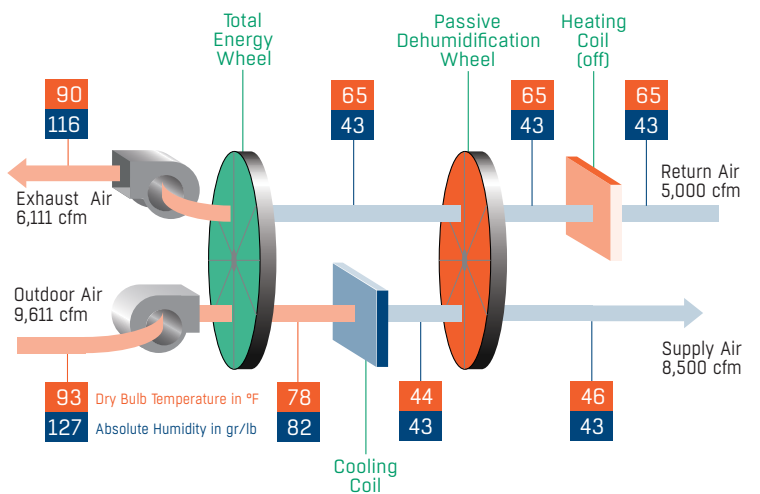 Total
Energy
Wheel
Passive
Dehumidification
Wheel
Heating
Coil
(off)
90
116
65
43
65
43
65
43
Exhaust Air
6,111 cfm
Return Air
5,000 cfm
Outdoor Air
9,611 cfm
Supply Air
8,500 cfm
93 Dry Bulb Temperature in °F
127 Absolute Humidity in gr/lb
78
82
44
43
46
43
Cooling
Coil